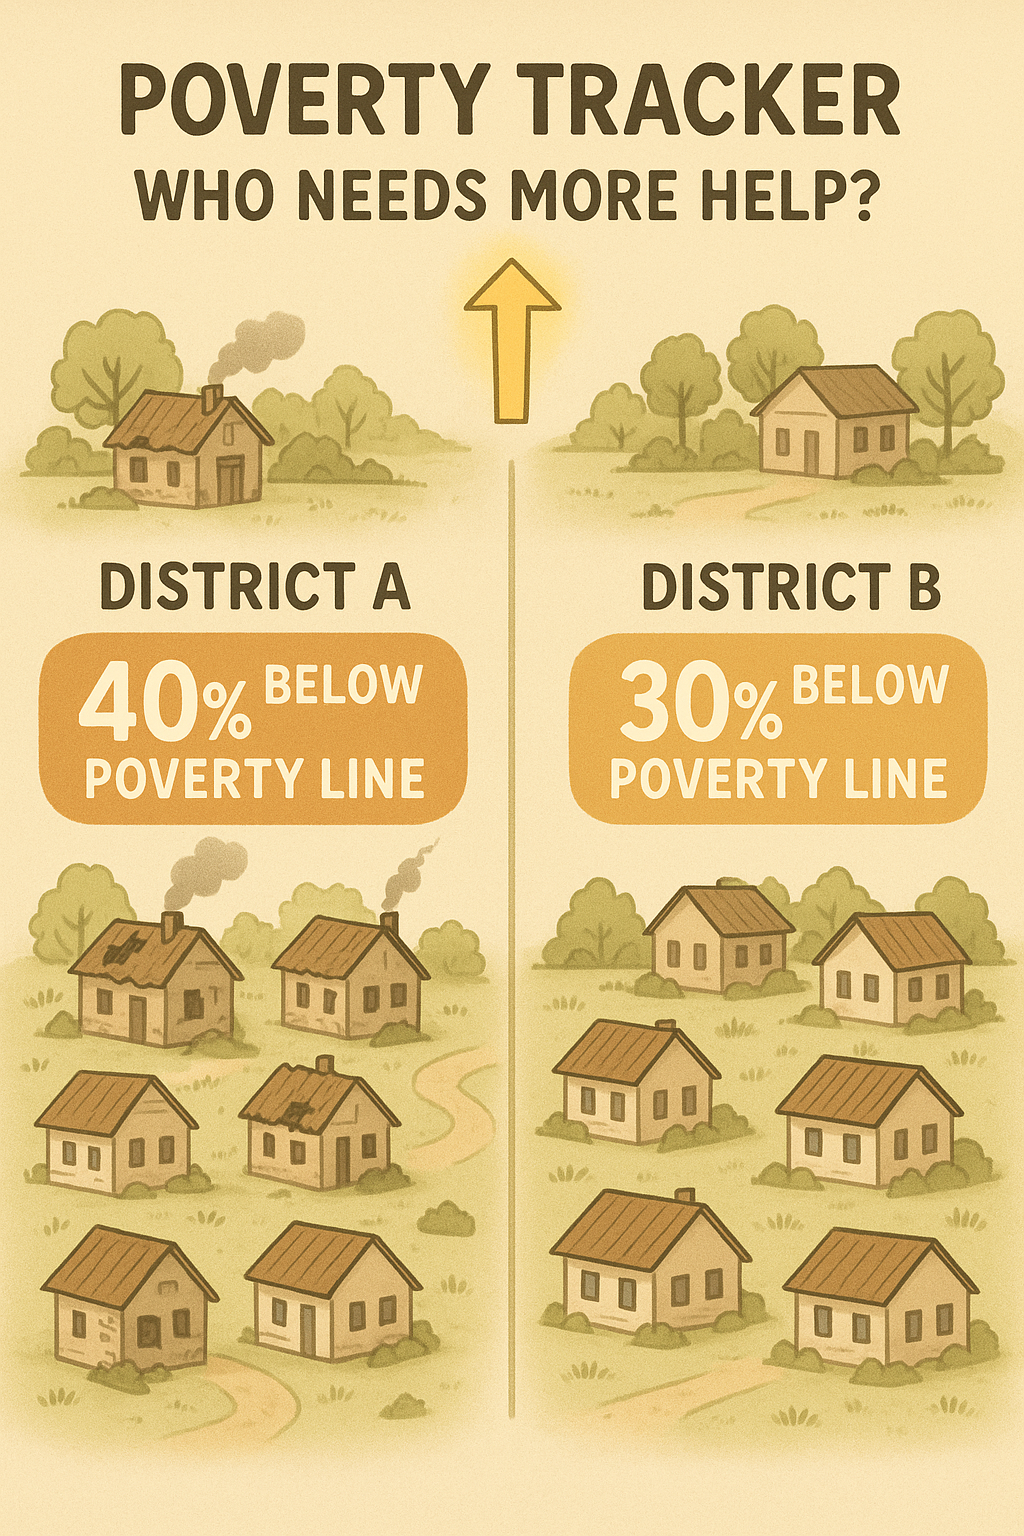 POVERTY TRACKER
WHO NEEDS MORE HELP?
DISTRICT A
40% BELOW
POVERTY LINE
DISTRICT B
30% BELOW
POVERTY LINE